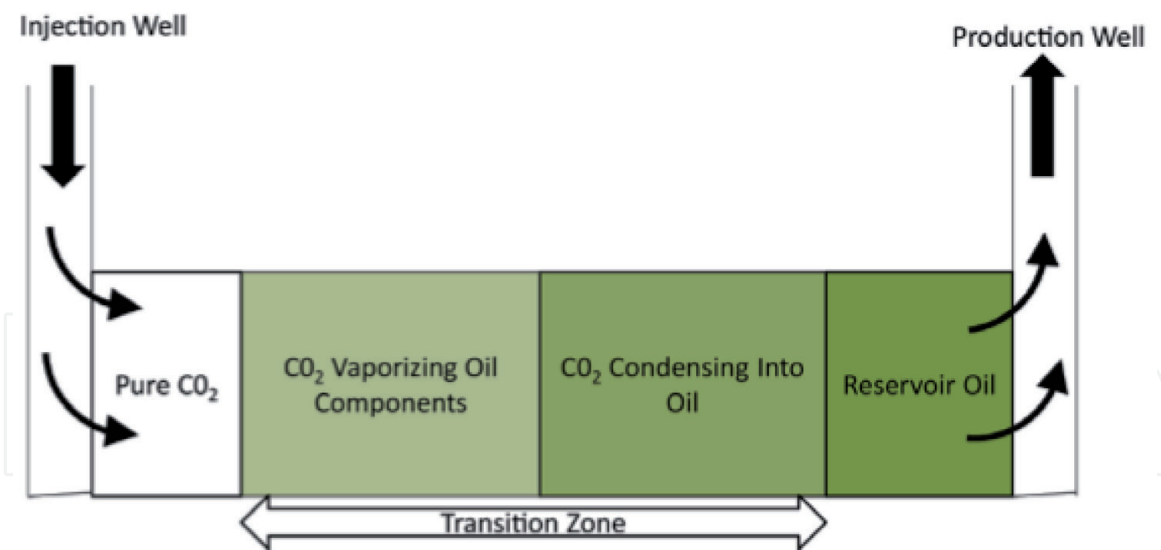 Injection Well
Production Well
Pure C0₂
C0₂ Vaporizing Oil
Components
C0₂ Condensing Into
Oil
Reservoir Oil
Transition Zone